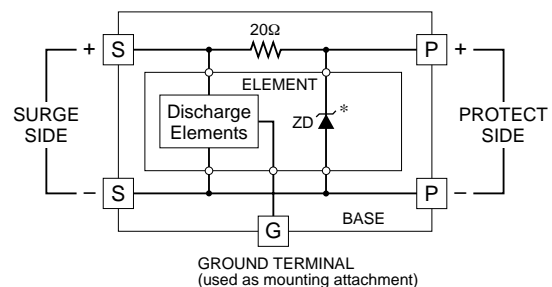 20Ω
+ S P +
ELEMENT
Discharge
Elements
ZD *
SURGE
SIDE
PROTECT
SIDE
– S P –
G
BASE
GROUND TERMINAL
(used as mounting attachment)